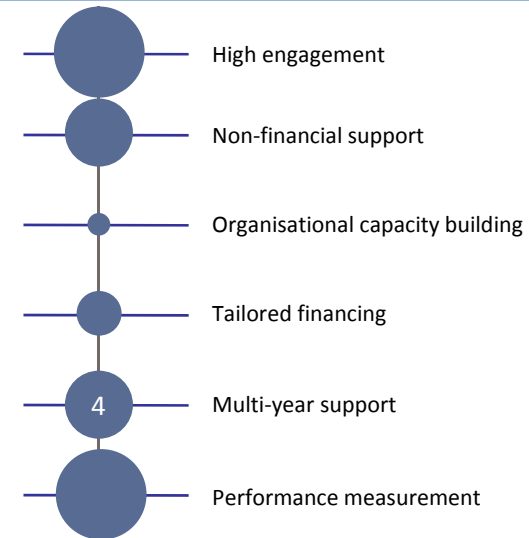 High engagement
Non-financial support
Organisational capacity building
Tailored financing
4
Multi-year support
Performance measurement